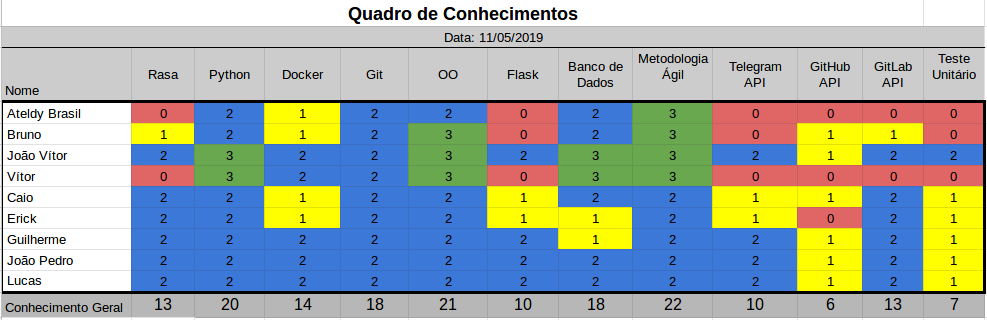 Quadro de Conhecimentos
Data: 11/05/2019
Nome Rasa Python Docker Git OO Flask Banco de Dados Metodologia Ágil Telegram API GitHub API GitLab API Teste Unitário
Ateldy Brasil 0 2 1 2 2 0 2 3 0 0 0 0
Bruno 1 2 1 2 3 0 2 3 0 1 1 0
João Vítor 2 3 2 2 3 2 3 3 2 1 2 2
Vítor 0 3 2 2 3 0 3 3 0 0 0 0
Caio 2 2 1 2 2 1 2 2 1 1 2 1
Erick 2 2 1 2 2 1 1 2 1 0 2 1
Guilherme 2 2 2 2 2 2 1 2 2 1 2 1
João Pedro 2 2 2 2 2 2 2 2 2 1 2 1
Lucas 2 2 2 2 2 2 2 2 2 1 2 1
Conhecimento Geral 13 20 14 18 21 10 18 22 10 6 13 7